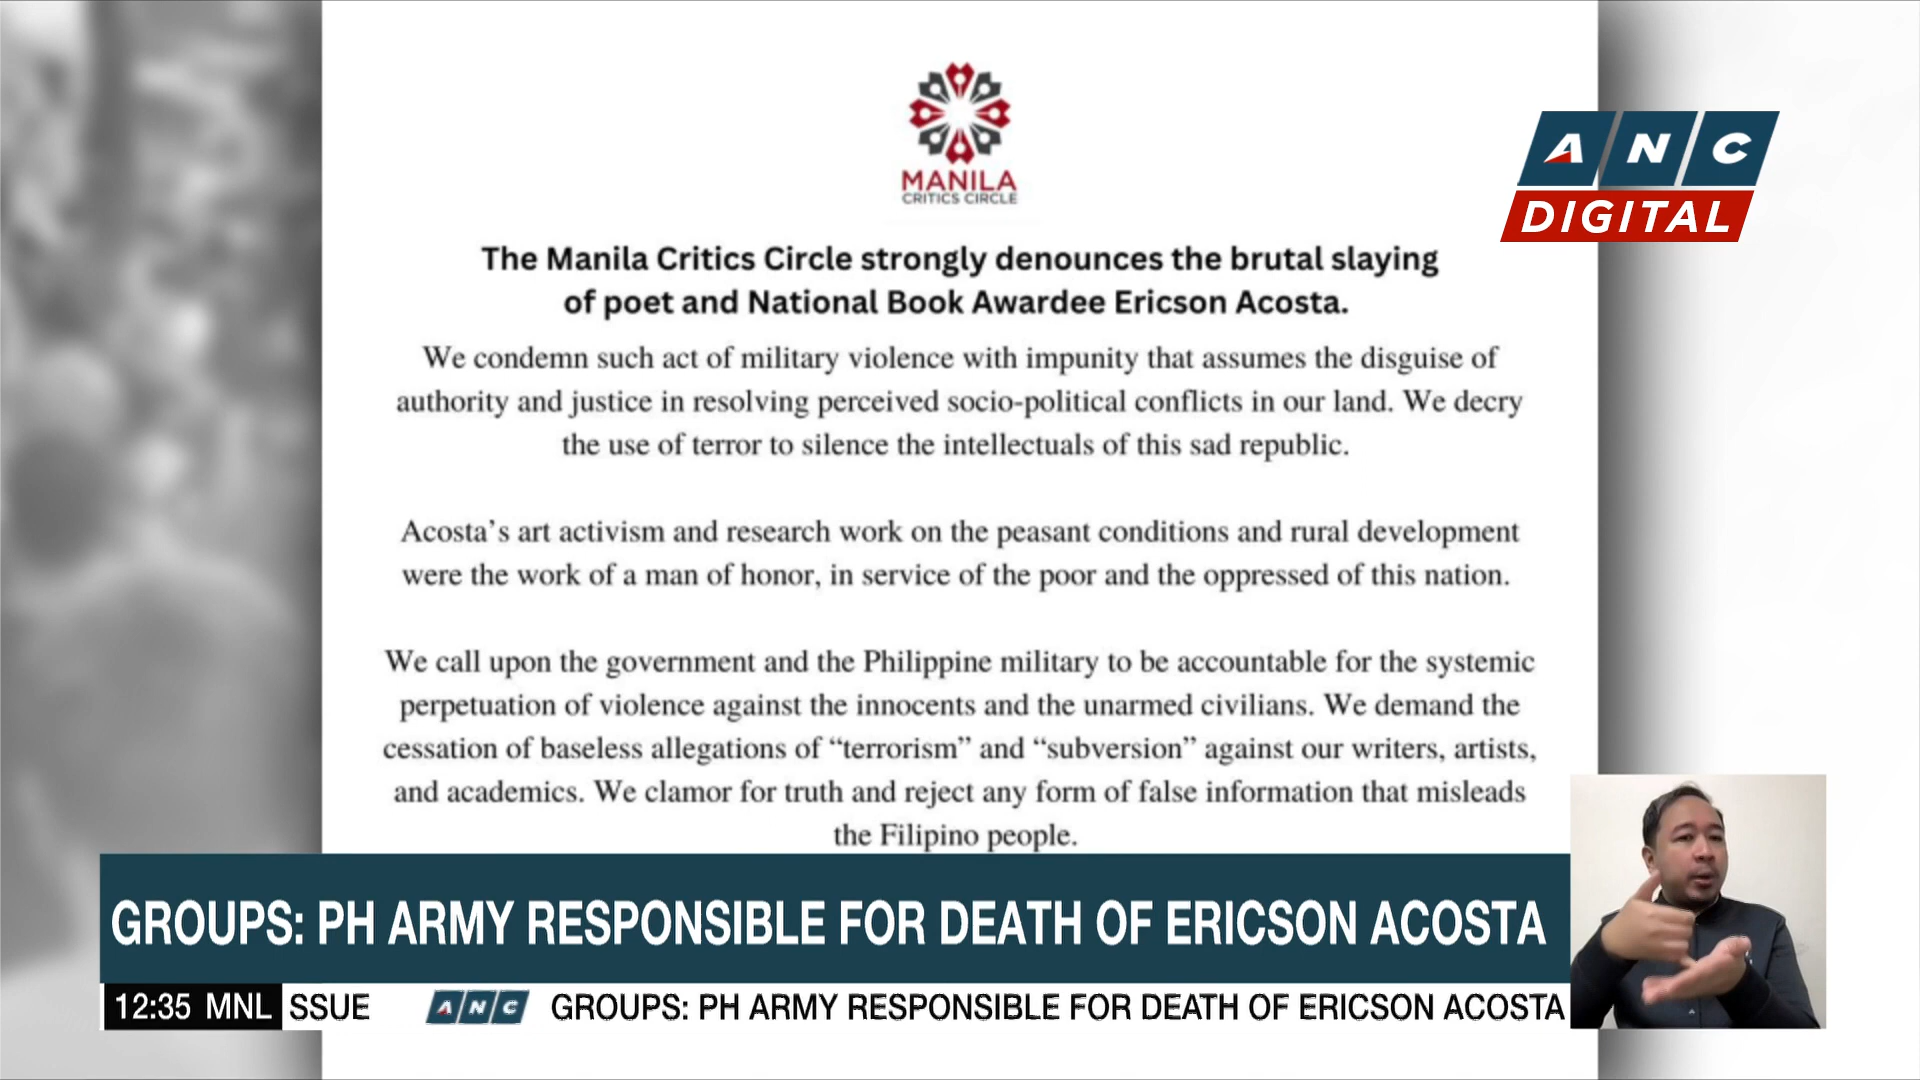 MANILA
CRITICS CIRCLE
ANC
DIGITAL
The Manila Critics Circle strongly denounces the brutal slaying
of poet and National Book Awardee Ericson Acosta.
We condemn such act of military violence with impunity that assumes the disguise of
authority and justice in resolving perceived socio-political conflicts in our land. We decry
the use of terror to silence the intellectuals of this sad republic.
Acosta’s art activism and research work on the peasant conditions and rural development
were the work of a man of honor, in service of the poor and the oppressed of this nation.
We call upon the government and the Philippine military to be accountable for the systemic
perpetuation of violence against the innocents and the unarmed civilians. We demand the
cessation of baseless allegations of “terrorism” and “subversion” against our writers, artists,
and academics. We clamor for truth and reject any form of false information that misleads
the Filipino people.
GROUPS: PH ARMY RESPONSIBLE FOR DEATH OF ERICSON ACOSTA
12:35 MNL SSUE ANC GROUPS: PH ARMY RESPONSIBLE FOR DEATH OF ERICSON ACOSTA